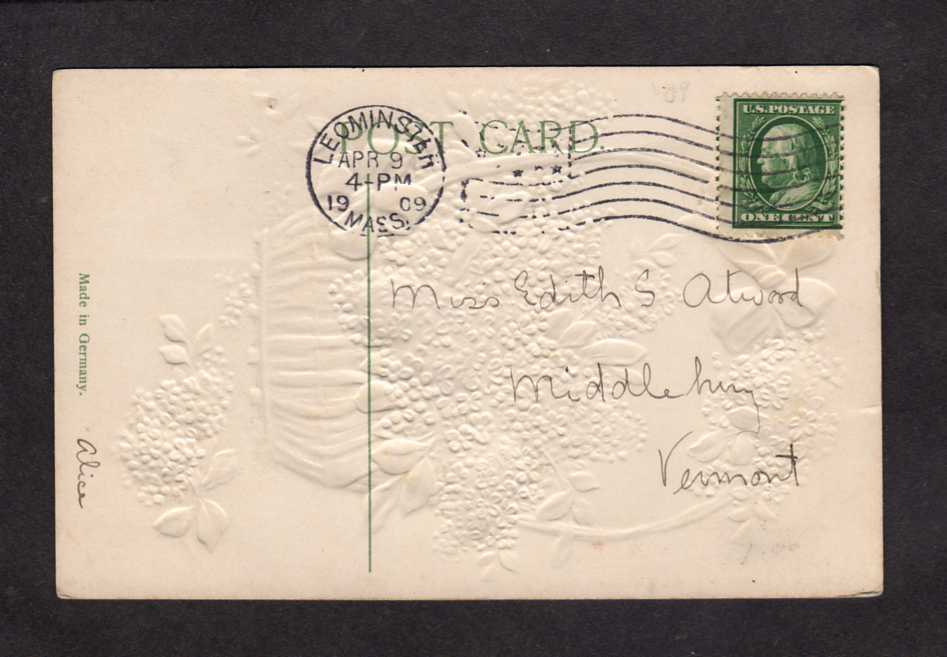 POST CARD.
LEOMINSTER
APR 9
4-PM
19 09
MASS.
U.S. POSTAGE
ONE CENT
Miss Edith S Atwood
Middlebury
Vermont
Made in Germany.
Alice